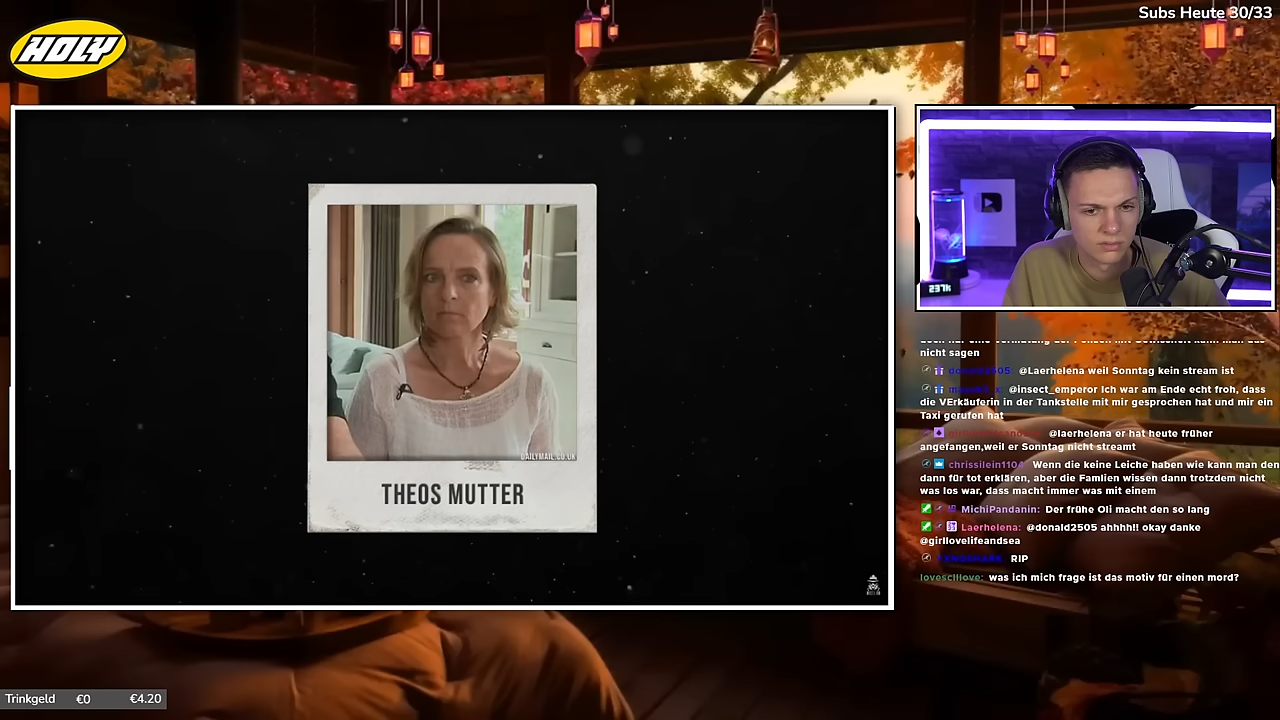 Subs Heute 30/33
HOLY
DAILYMAIL.CO.UK
THEOS MUTTER
237k
nicht sagen
@Laerhelena weil Sonntag kein stream ist
@insect_emperor Ich war am Ende echt froh, dass
die VErkäuferin in der Tankstelle mit mir gesprochen hat und mir ein
Taxi gerufen hat
@laerhelena er hat heute früher
angefangen,weil er Sonntag nicht streamt
chrissilein1104 Wenn die keine Leiche haben wie kann man den
dann für tot erklären, aber die Famlien wissen dann trotzdem nicht
was los war, dass macht immer was mit einem
MichiPandanin: Der frühe Oli macht den so lang
Laerhelena: @donald2505 ahhhh!! okay danke
@girllovelifeandsea
RIP
lovescillove: was ich mich frage ist das motiv für einen mord?
Trinkgeld €0 €4.20